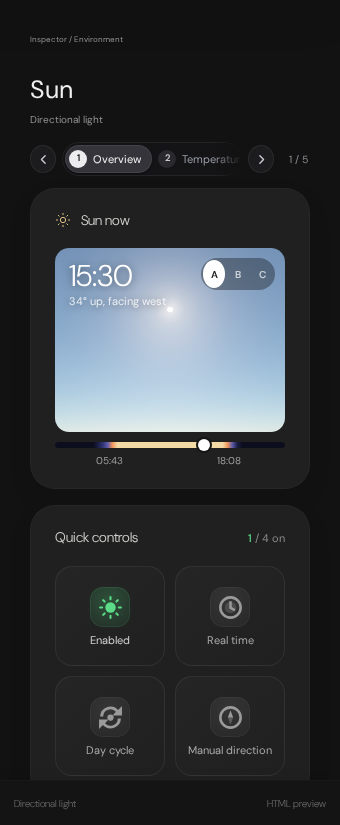 Inspector / Environment
Sun
Directional light
1 Overview 2 Temperatur 1 / 5
Sun now
15:30
A B C
34° up, facing west
05:43 18:08
Quick controls 1 / 4 on
Enabled Real time
Day cycle Manual direction
Directional light HTML preview